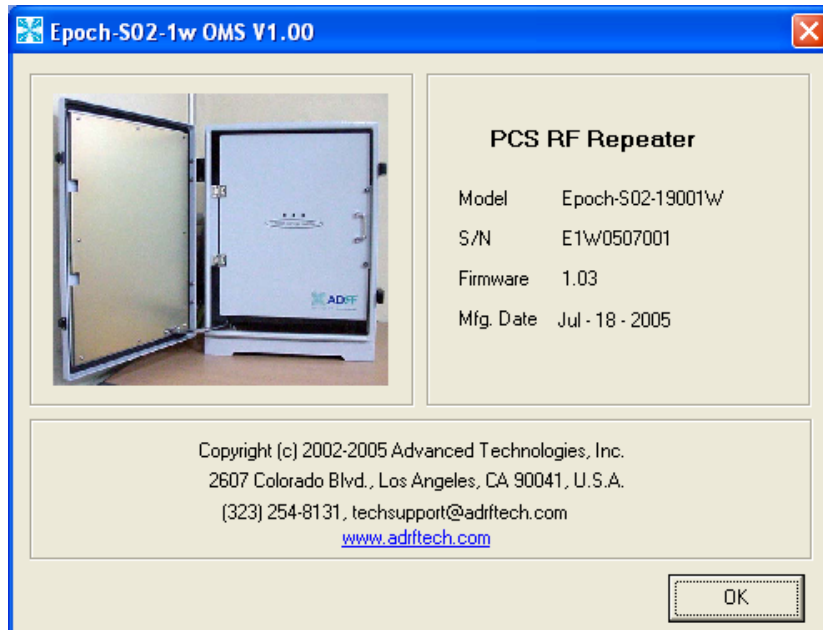 Epoch-S02-1w OMS V1.00
ADRF
PCS RF Repeater
Model Epoch-S02-19001W
S/N E1W0507001
Firmware 1.03
Mfg. Date Jul - 18 - 2005
Copyright (c) 2002-2005 Advanced Technologies, Inc.
2607 Colorado Blvd., Los Angeles, CA 90041, U.S.A.
(323) 254-8131, techsupport@adrftech.com
www.adrftech.com
OK